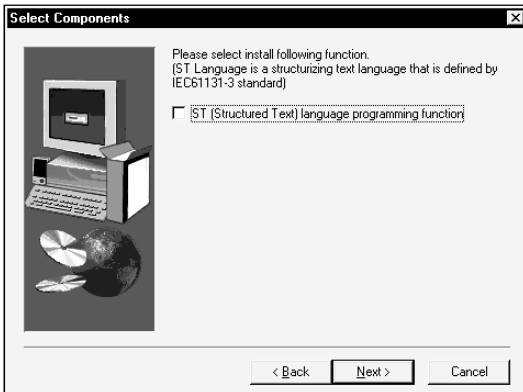 Select Components
Please select install following function.
(ST Language is a structurizing text language that is defined by
IEC61131-3 standard)
ST (Structured Text) language programming function
< Back
Next >
Cancel